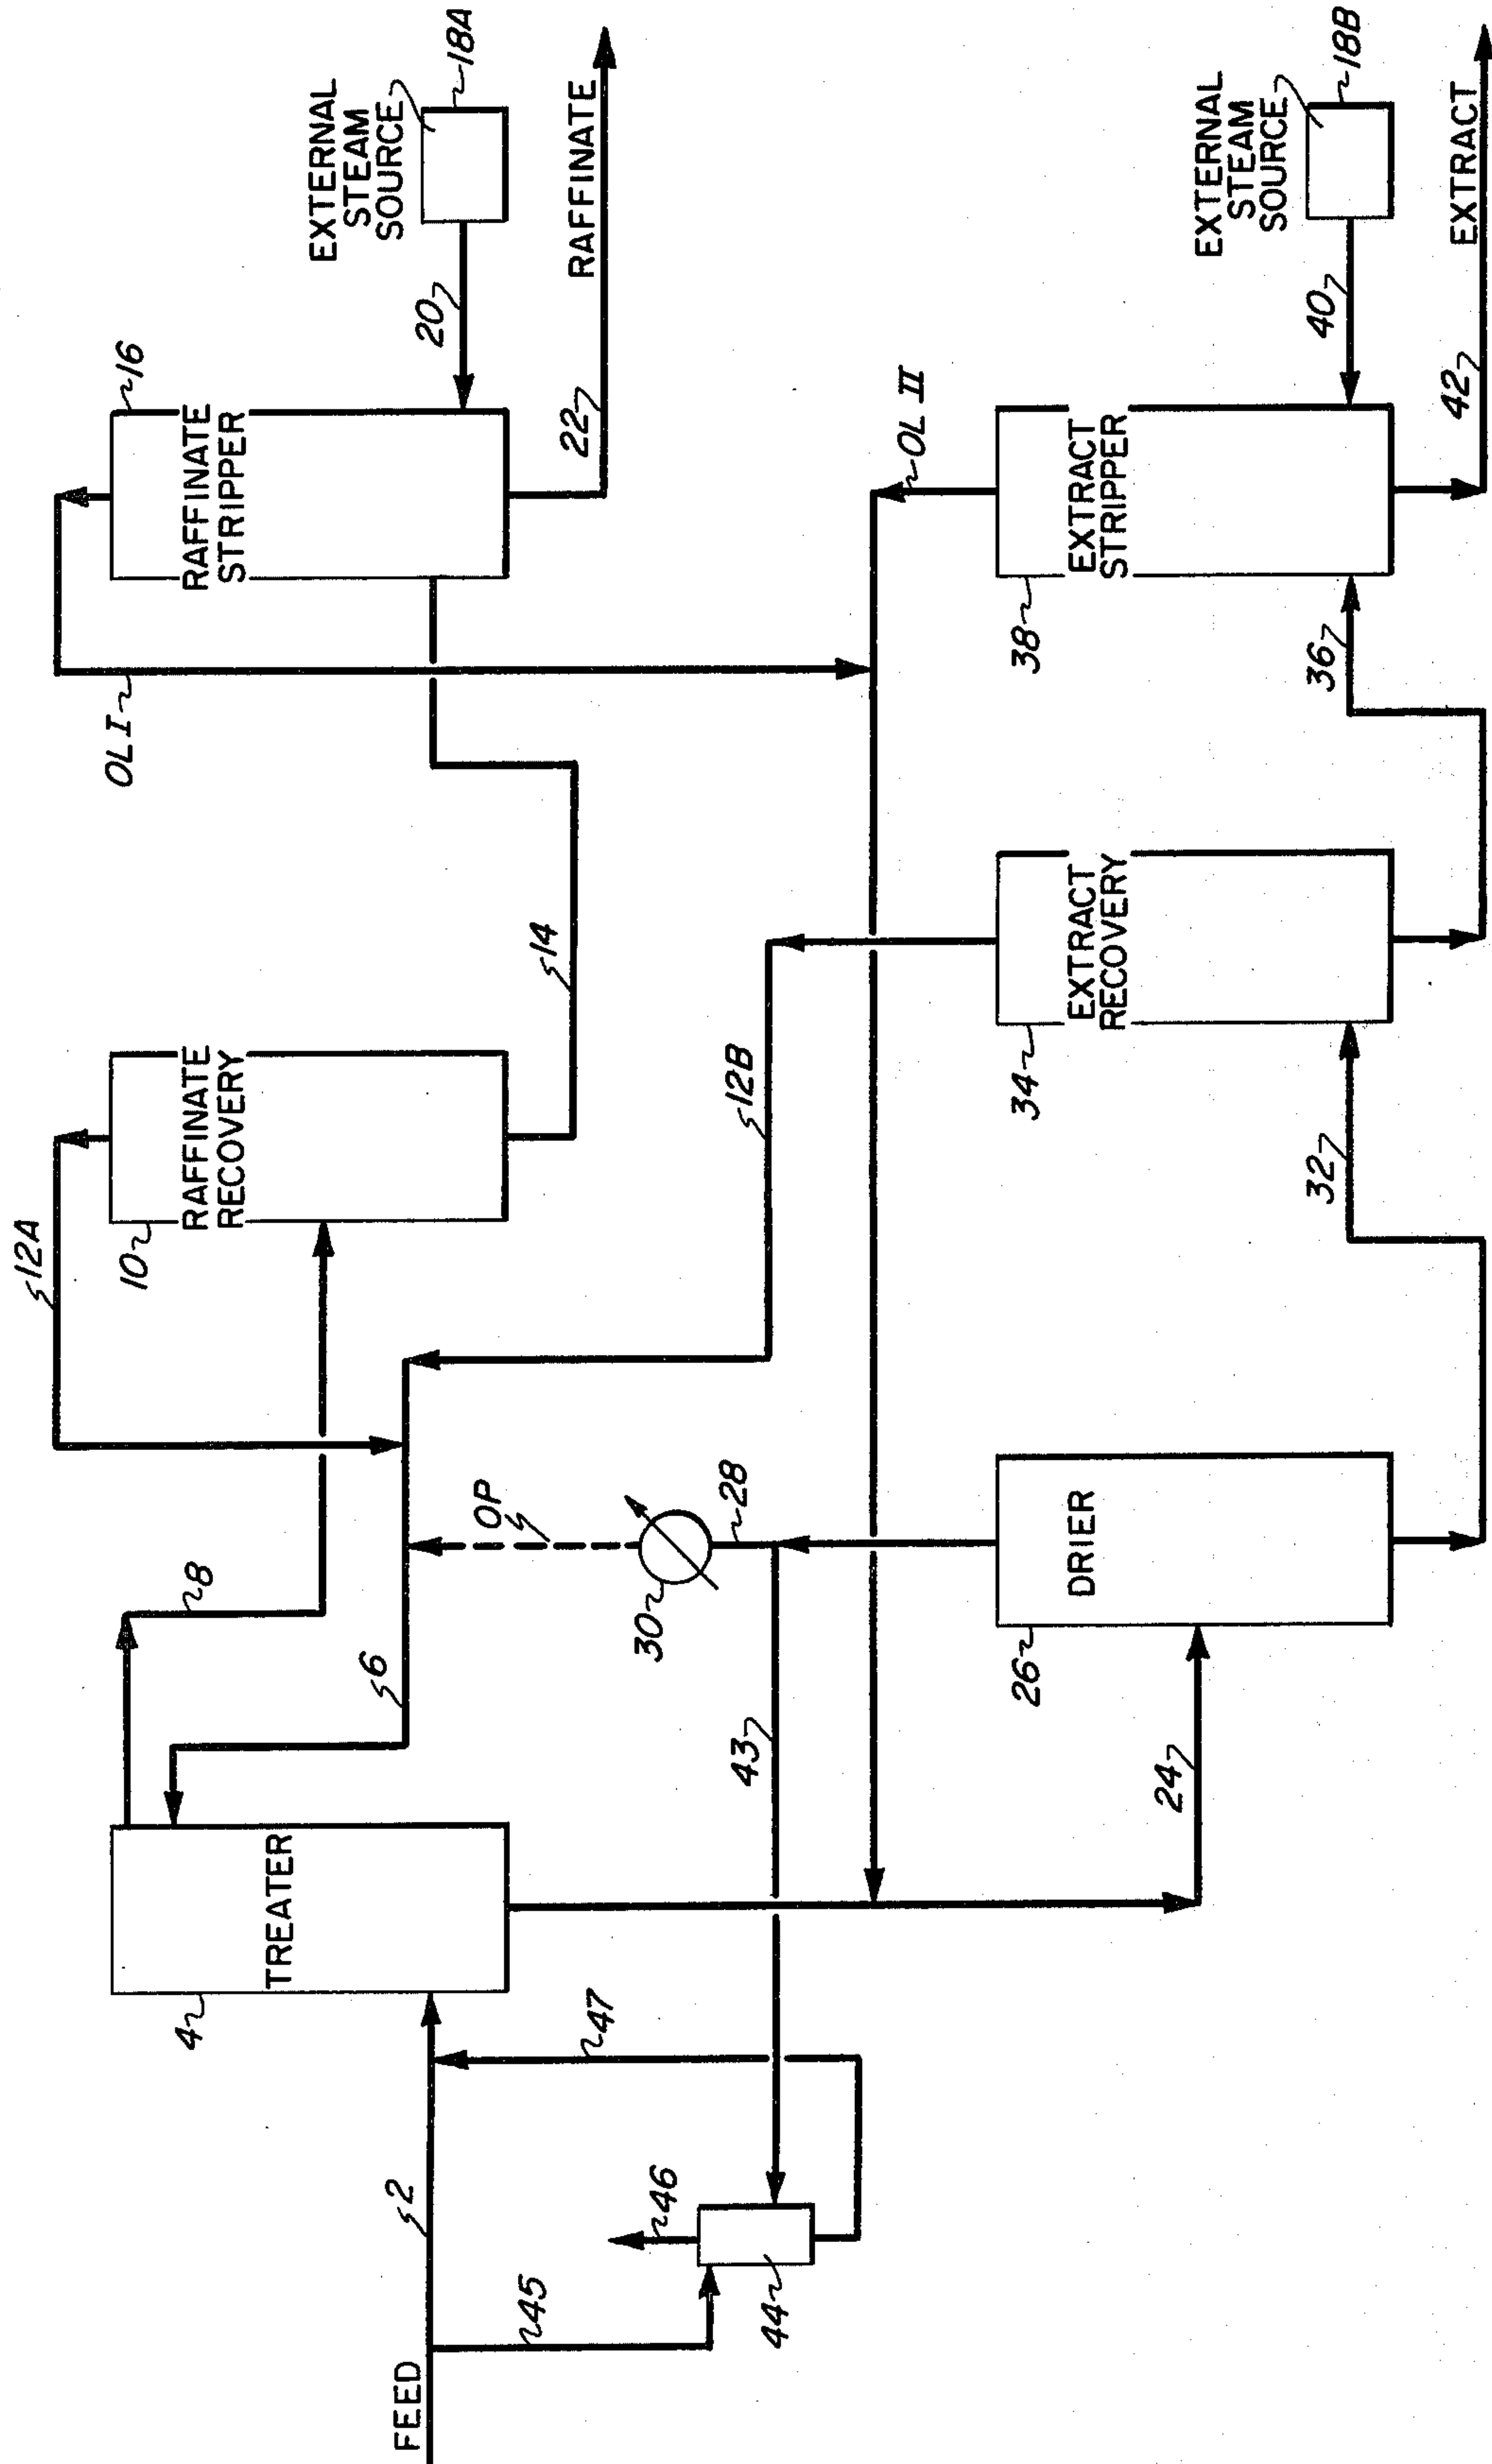 FEED
2
45
44
46
47
4
TREATER
8
6
43
24
OP
30
28
26
DRIER
12A
10
RAFFINATE
RECOVERY
12B
14
32
34
EXTRACT
RECOVERY
OL I
16
RAFFINATE
STRIPPER
OL II
36
38
EXTRACT
STRIPPER
EXTERNAL
STEAM
SOURCE
18A
20
22
RAFFINATE
EXTERNAL
STEAM
SOURCE
18B
40
42
EXTRACT